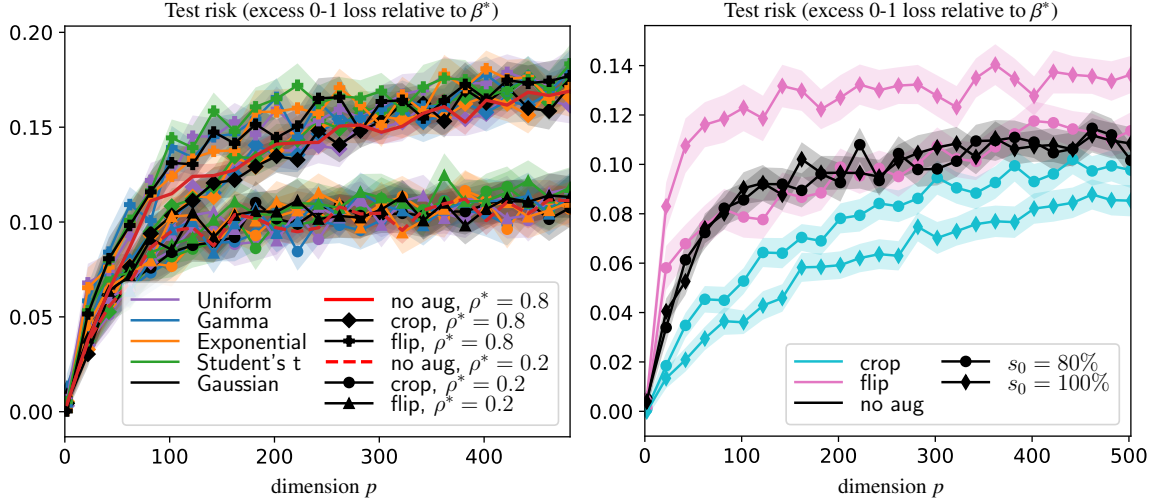 Test risk (excess 0-1 loss relative to β*)
0.20
0.15
0.10
0.05
0.00
Uniform
Gamma
Exponential
Student's t
Gaussian
no aug, ρ* = 0.8
crop, ρ* = 0.8
flip, ρ* = 0.8
no aug, ρ* = 0.2
crop, ρ* = 0.2
flip, ρ* = 0.2
0 100 200 300 400
dimension p
Test risk (excess 0-1 loss relative to β*)
0.14
0.12
0.10
0.08
0.06
0.04
0.02
0.00
crop
flip
no aug
s₀ = 80%
s₀ = 100%
0 100 200 300 400 500
dimension p